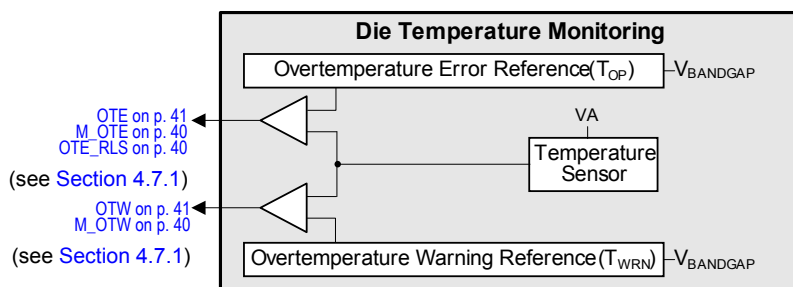 Die Temperature Monitoring
Overtemperature Error Reference(TOP)
VBANDGAP
OTE on p. 41
M_OTE on p. 40
OTE_RLS on p. 40
(see Section 4.7.1)
VA
Temperature
Sensor
OTW on p. 41
M_OTW on p. 40
(see Section 4.7.1)
Overtemperature Warning Reference(TWRN)
VBANDGAP